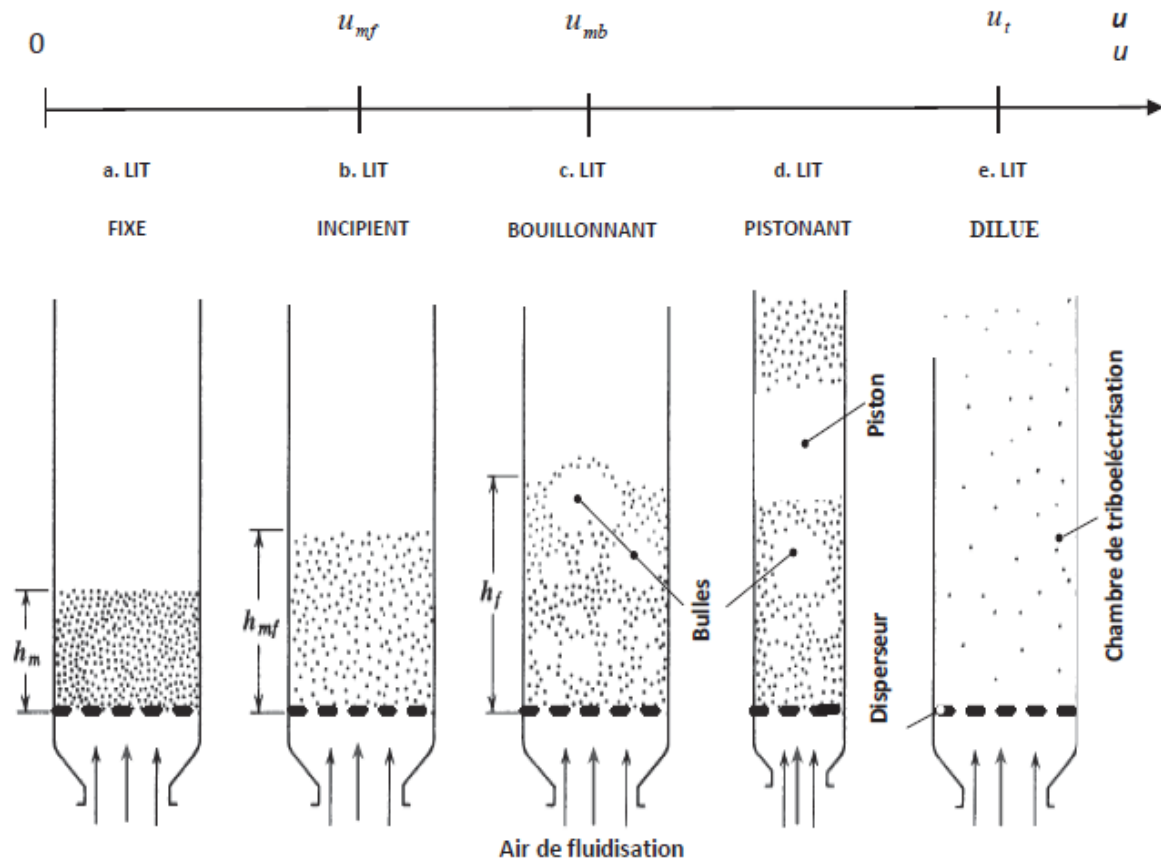 0
u_mf
u_mb
u_t
u
u
a. LIT
FIXE
b. LIT
INCIPIENT
c. LIT
BOUILLONNANT
d. LIT
PISTONANT
e. LIT
DILUE
h_m
h_mf
h_f
Bulles
Piston
Disperseur
Chambre de triboeléctrisation
Air de fluidisation